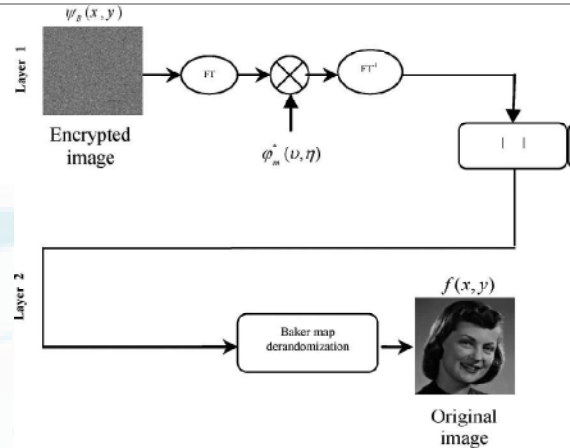 ψ_B(x, y)
Layer 1
FT
FT⁻¹
Encrypted
image
φ*_m(υ, η)
| |
Layer 2
f(x, y)
Baker map
derandomization
Original
image